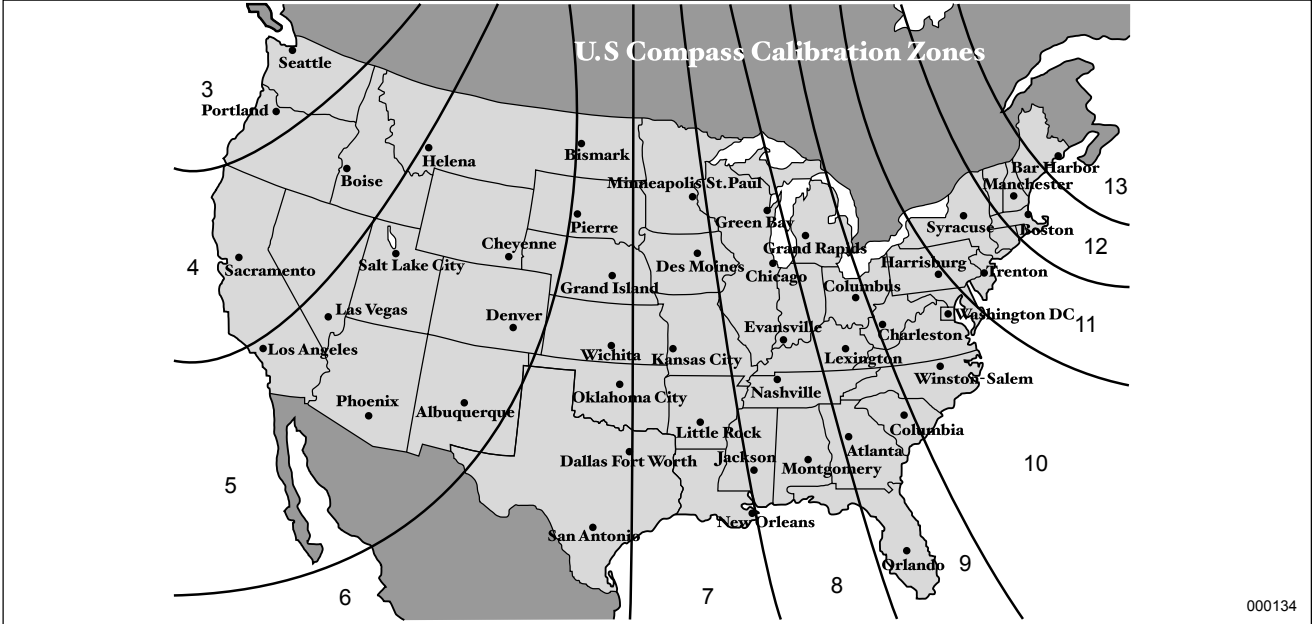 U.S Compass Calibration Zones
Seattle
3
Portland
Helena
Bismark
Boise
Minneapolis St.Paul
Bar Harbor
Manchester
13
Pierre
Green Bay
Syracuse
Boston
Cheyenne
Grand Rapids
12
4
Sacramento
Salt Lake City
Des Moines
Chicago
Harrisburg
Trenton
Grand Island
Columbus
Las Vegas
Denver
Evansville
Washington DC
11
Charleston
Los Angeles
Wichita
Kansas City
Lexington
Winston-Salem
Phoenix
Albuquerque
Oklahoma City
Nashville
Little Rock
Columbia
Dallas Fort Worth
Jackson
Atlanta
Montgomery
10
5
New Orleans
San Antonio
Orlando
9
6
7
8
000134